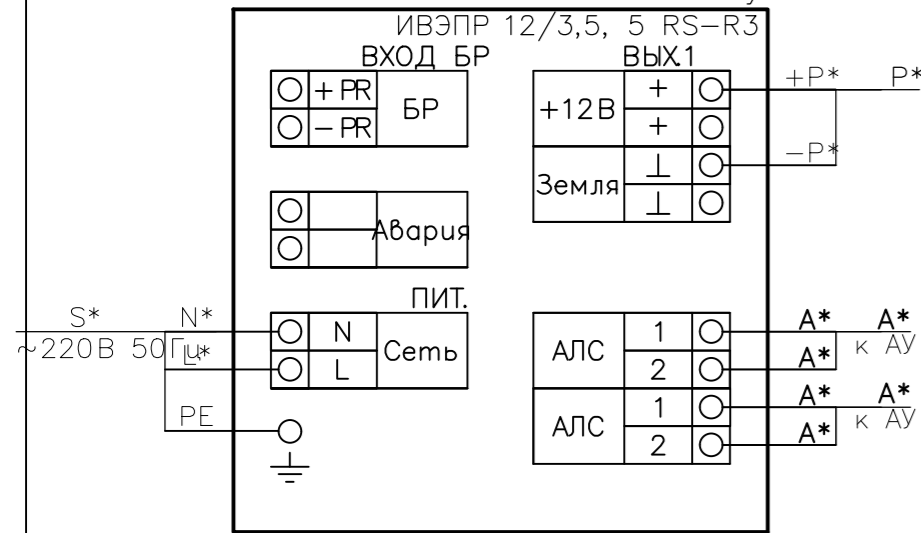 ИВЭПР 12/3,5, 5 RS-R3
ВХОД БР
ВЫХ.1
+ PR
БР
- PR
+12В
+
+
Земля
⊥
⊥
+P*
P*
-P*
Авария
ПИТ.
S*
N*
~220В 50Гц
L*
PE
N
Сеть
L
АЛС
1
2
АЛС
1
2
A*
A*
A*
к АУ
A*
A*
A*
к АУ